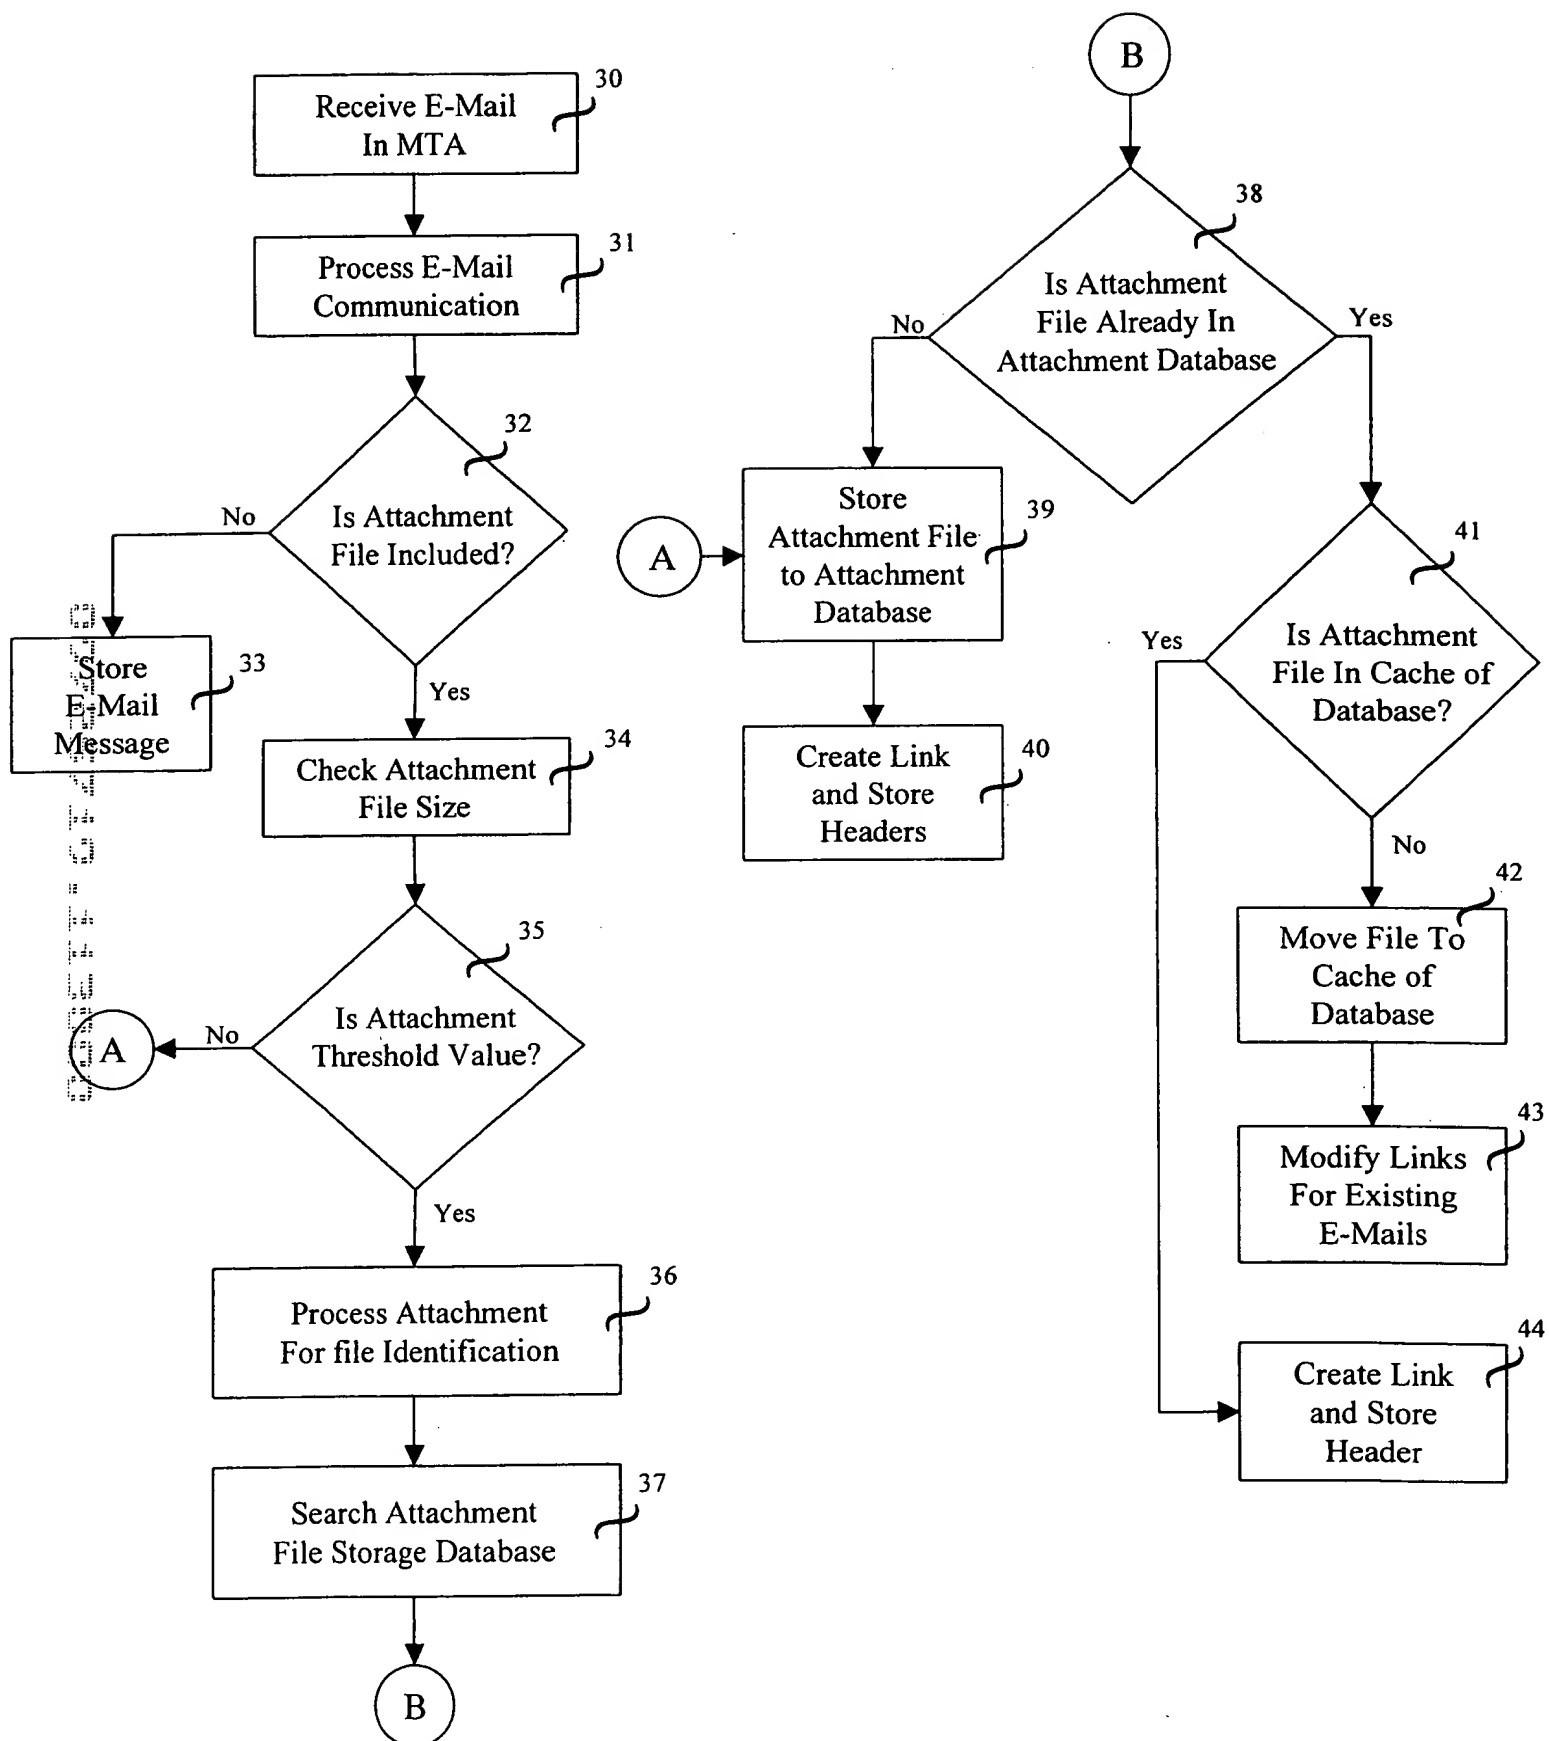 30
Receive E-Mail
In MTA
31
Process E-Mail
Communication
32
Is Attachment
File Included?
No
Yes
33
Store
E-Mail
Message
34
Check Attachment
File Size
35
Is Attachment
Threshold Value?
No
A
Yes
36
Process Attachment
For file Identification
37
Search Attachment
File Storage Database
B
B
38
Is Attachment
File Already In
Attachment Database
No
Yes
A
39
Store
Attachment File
to Attachment
Database
40
Create Link
and Store
Headers
41
Is Attachment
File In Cache of
Database?
Yes
No
42
Move File To
Cache of
Database
43
Modify Links
For Existing
E-Mails
44
Create Link
and Store
Header